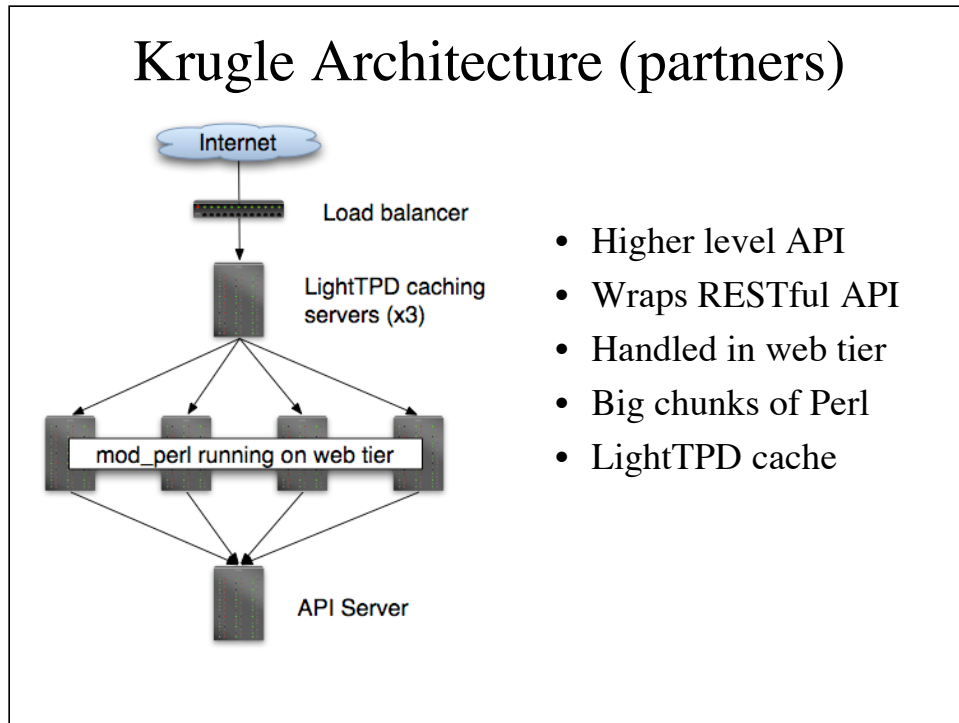 Krugle Architecture (partners)
Internet
Load balancer
LightTPD caching
servers (x3)
mod_perl running on web tier
API Server
• Higher level API
• Wraps RESTful API
• Handled in web tier
• Big chunks of Perl
• LightTPD cache